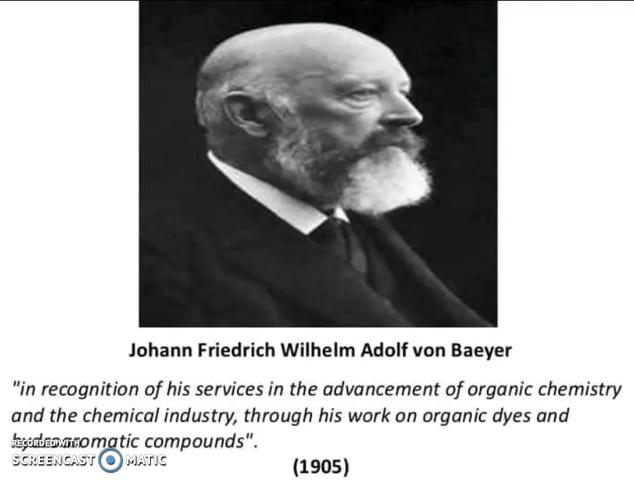 Johann Friedrich Wilhelm Adolf von Baeyer
"in recognition of his services in the advancement of organic chemistry
and the chemical industry, through his work on organic dyes and
hydroaromatic compounds".
RECORDED WITH
SCREENCAST MATIC
(1905)